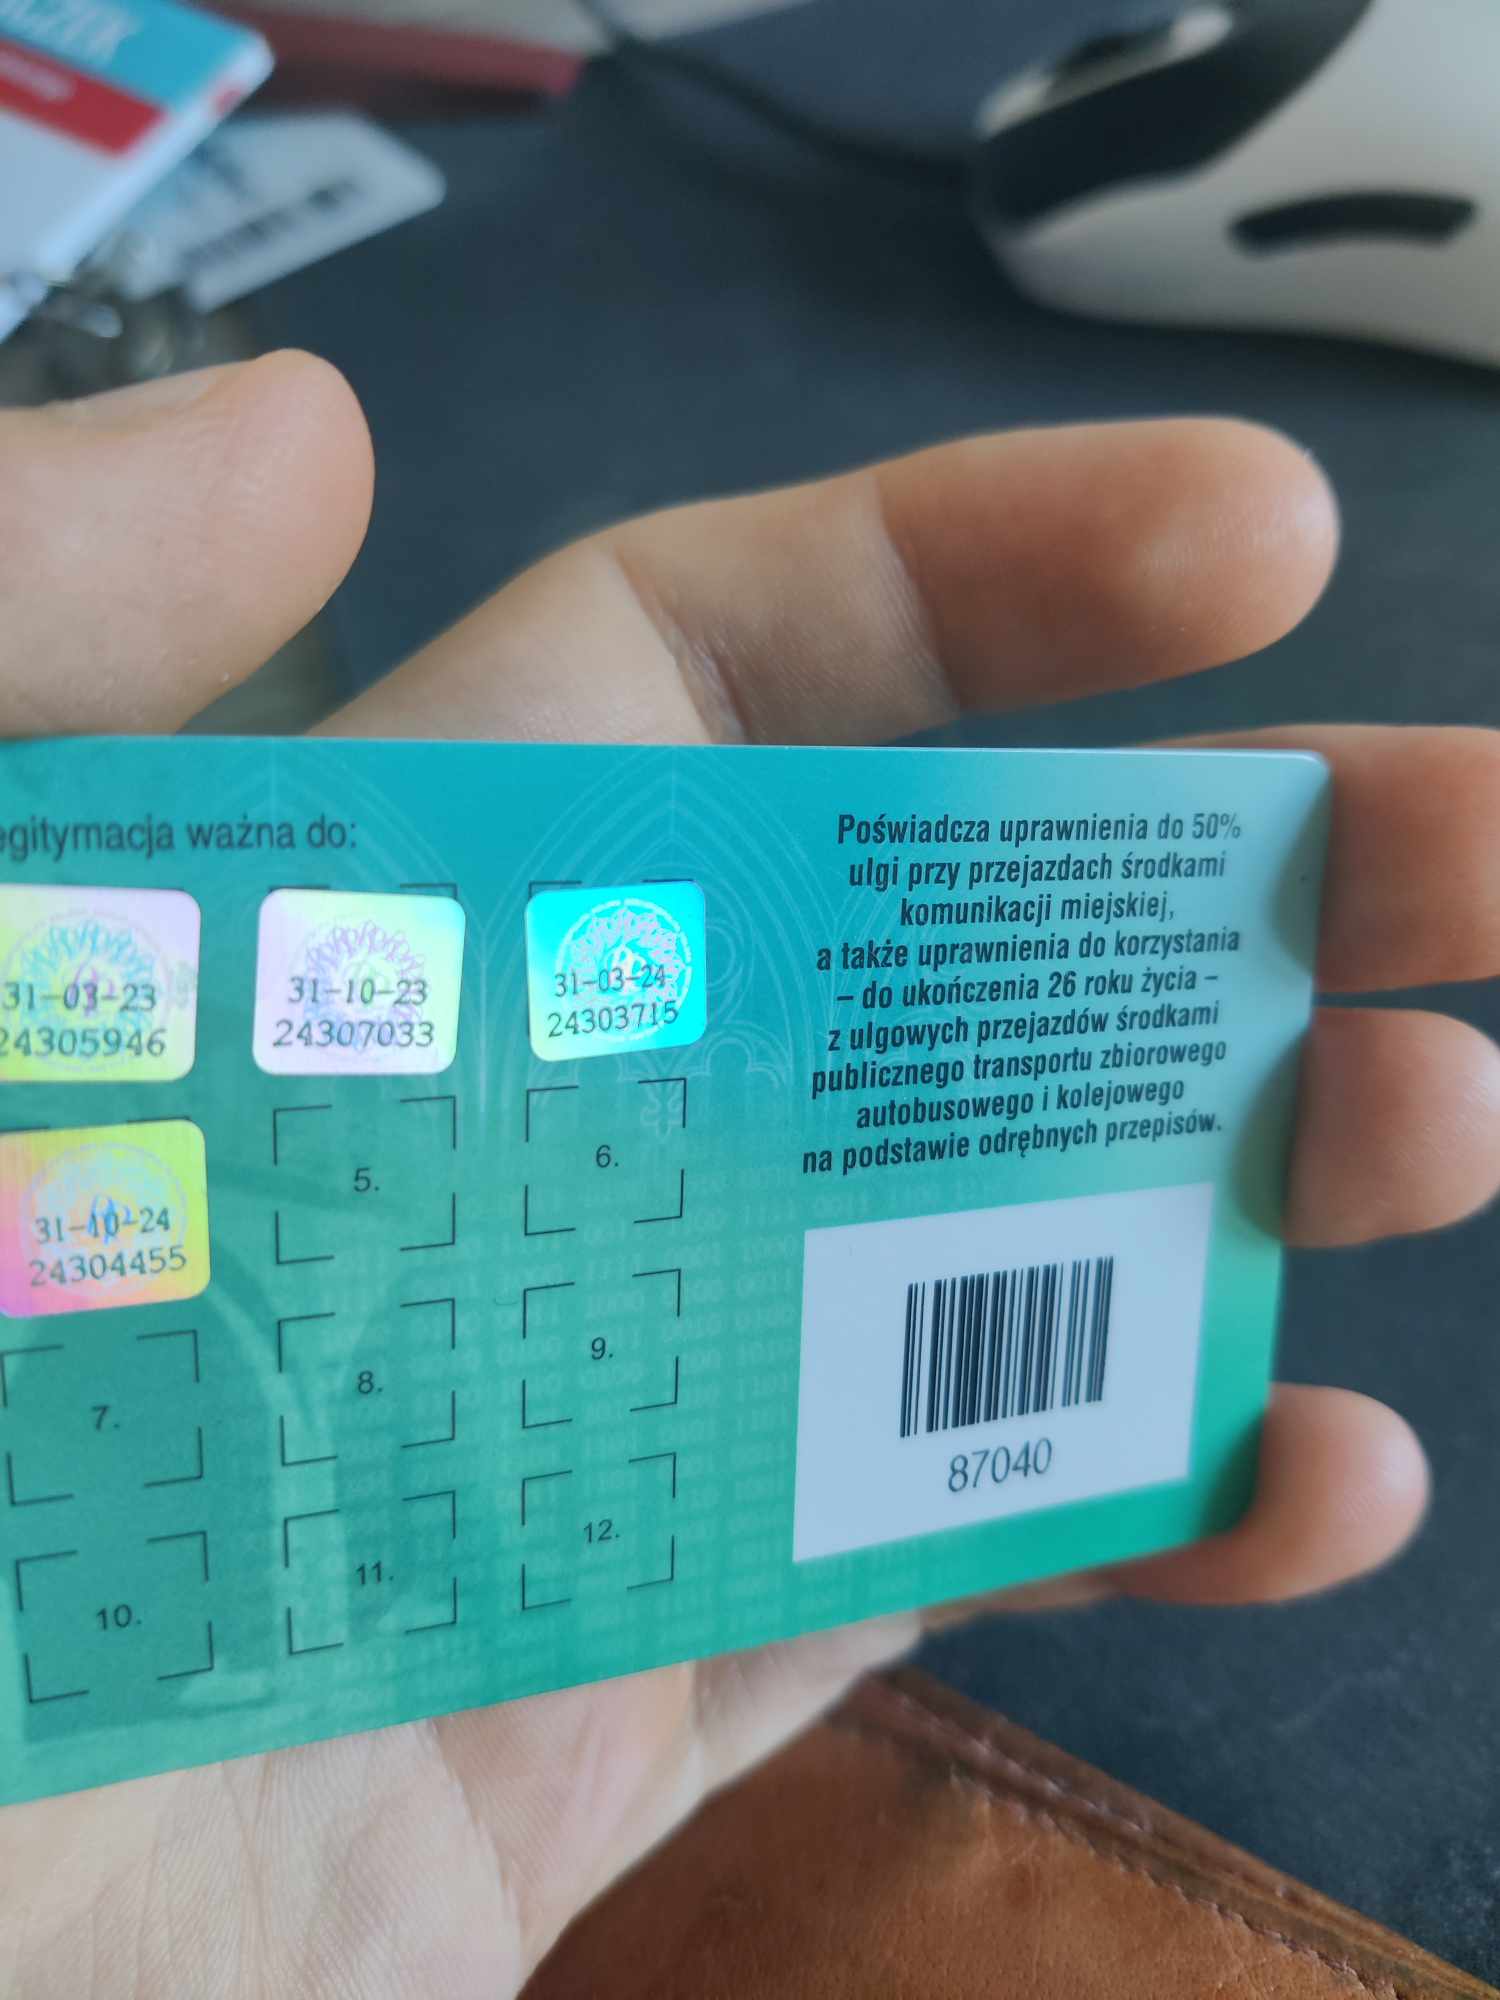 ważna do:
31-03-23
24305946
31-10-23
24307033
31-03-24
24303715
31-10-24
24304455
5.
6.
7.
8.
9.
10.
11.
12.
Poświadcza uprawnienia do 50%
ulgi przy przejazdach środkami
komunikacji miejskiej,
a także uprawnienia do korzystania
– do ukończenia 26 roku życia –
z ulgowych przejazdów środkami
publicznego transportu zbiorowego
autobusowego i kolejowego
na podstawie odrębnych przepisów.
87040